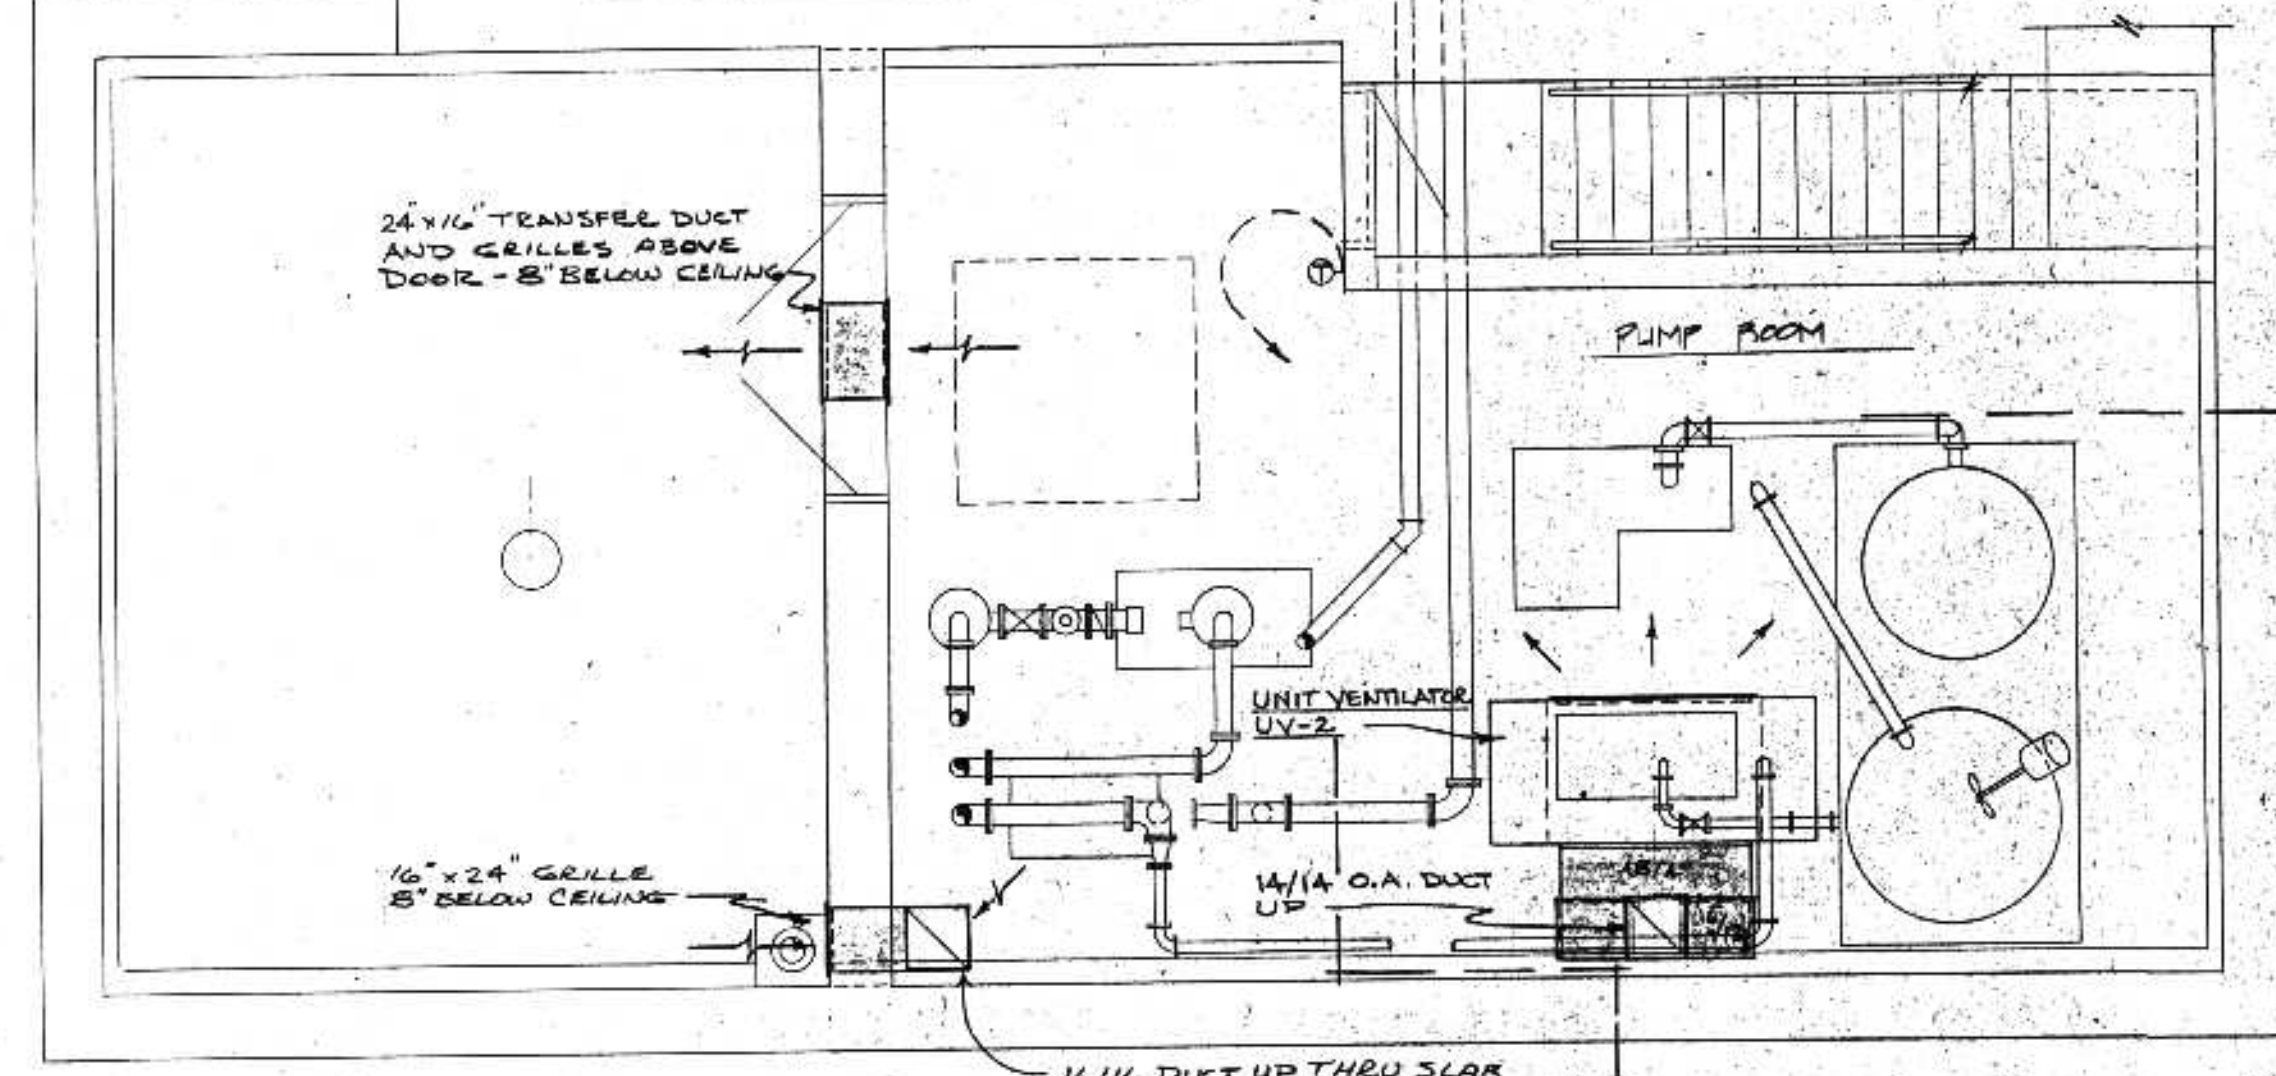 24"x16" TRANSFER DUCT
AND GRILLES ABOVE
DOOR - 8" BELOW CEILING
T
PUMP ROOM
UNIT VENTILATOR
UV-2
16" x 24" GRILLE
8" BELOW CEILING
14/14 O.A. DUCT
UP
DUCT UP THRU SLAB